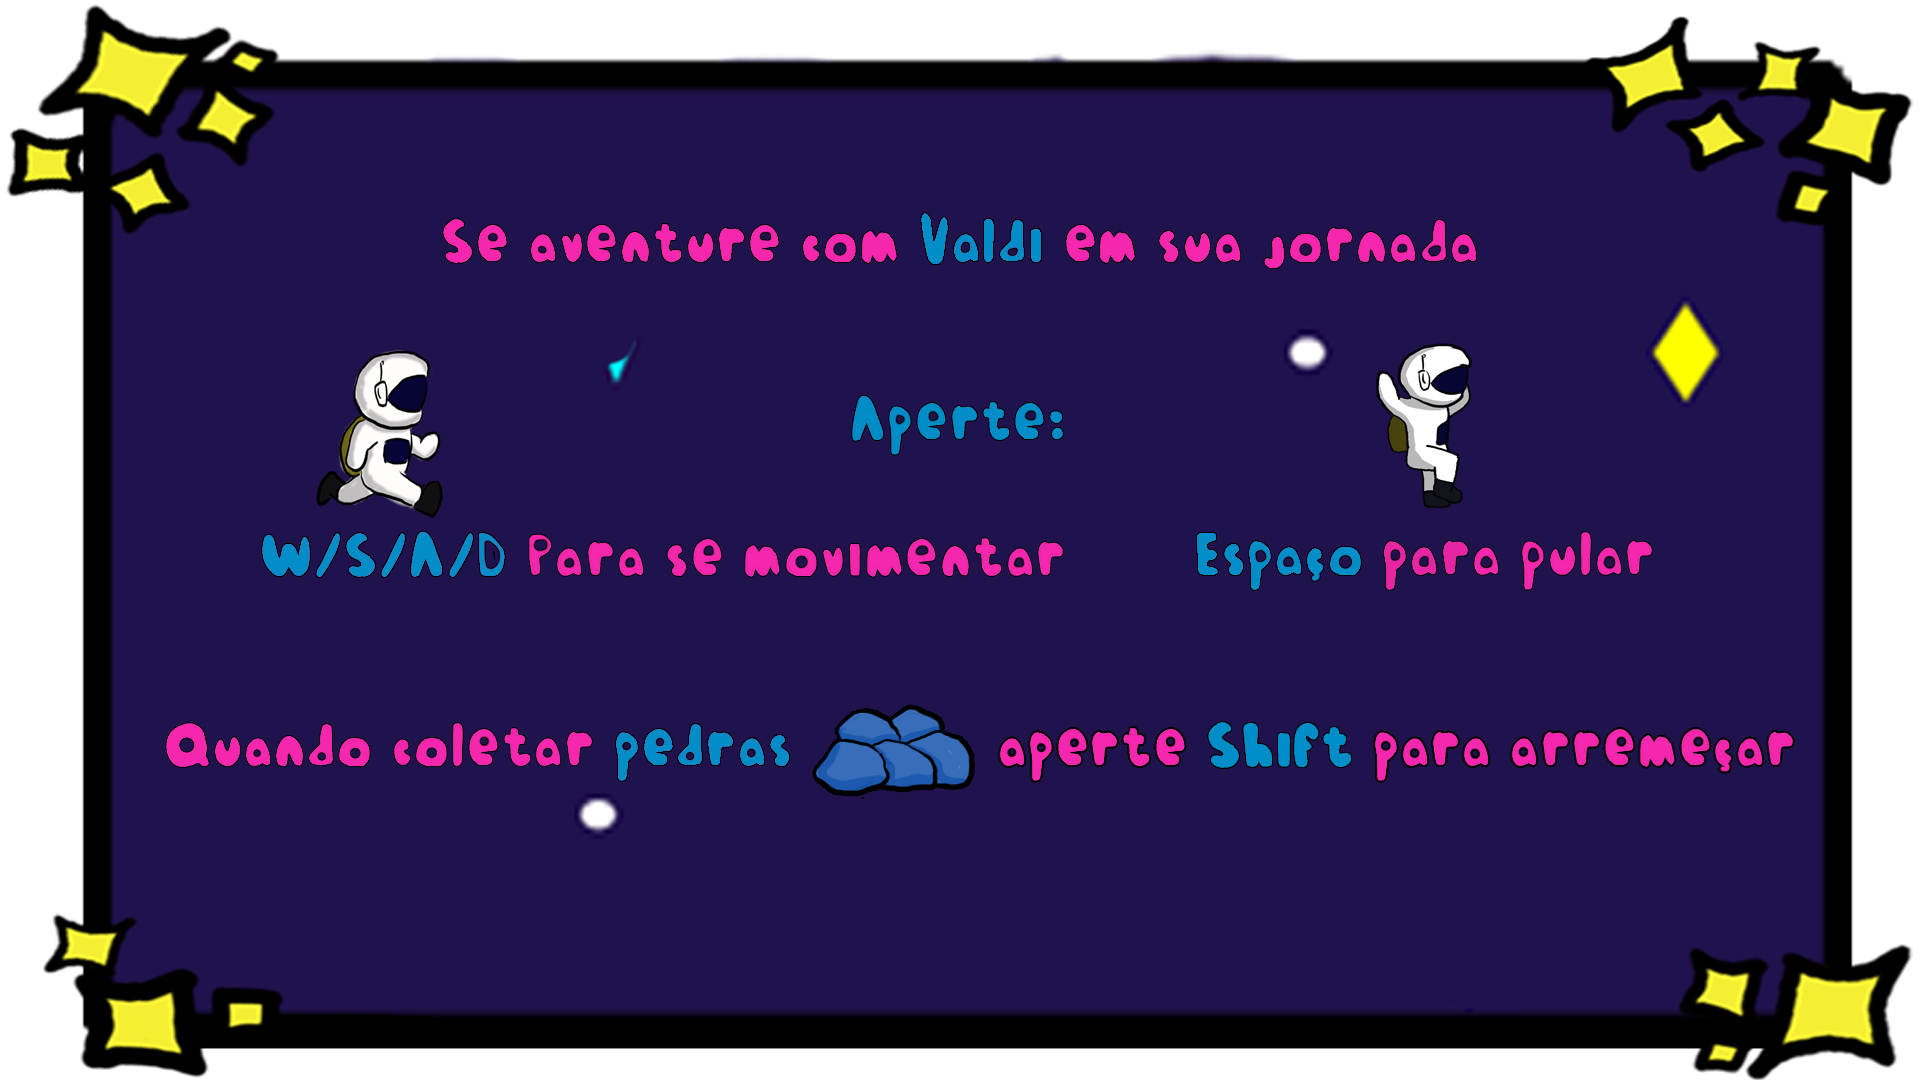 Se aventure com Valdi em sua jornada
Aperte:
W/S/A/D Para se movimentar
Espaço para pular
Quando coletar pedras aperte Shift para arremeçar